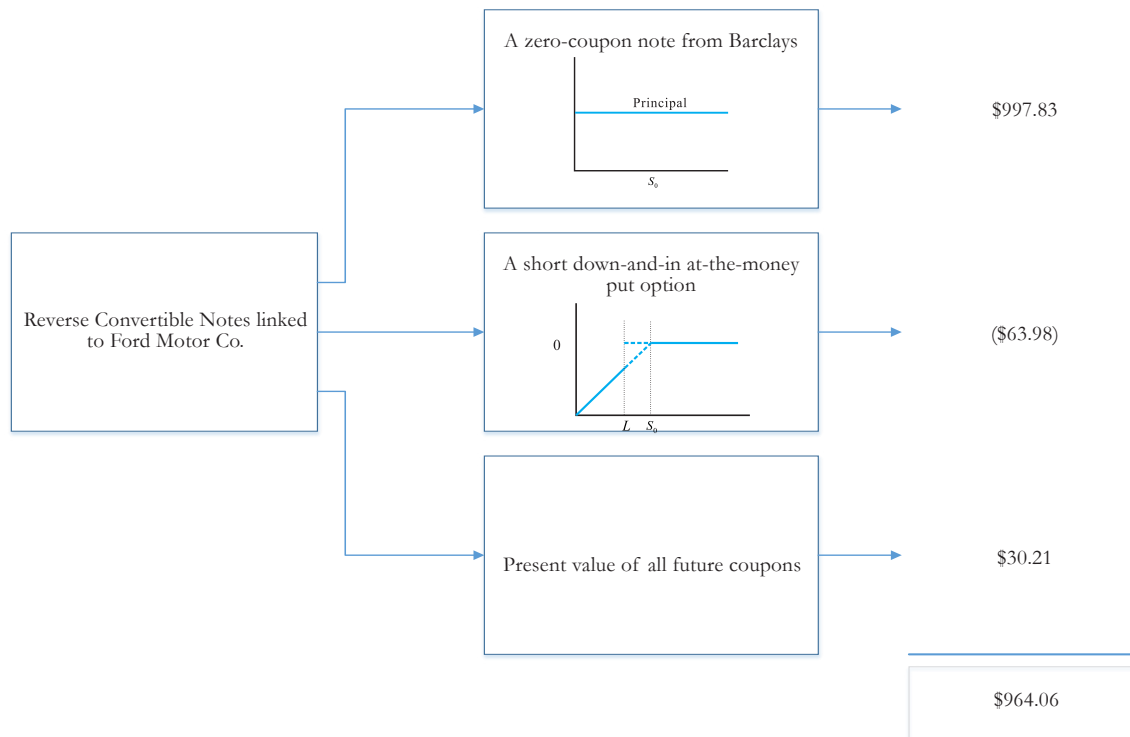 A zero-coupon note from Barclays
Principal
S₀
$997.83
Reverse Convertible Notes linked
to Ford Motor Co.
A short down-and-in at-the-money
put option
0
L S₀
($63.98)
Present value of all future coupons
$30.21
$964.06